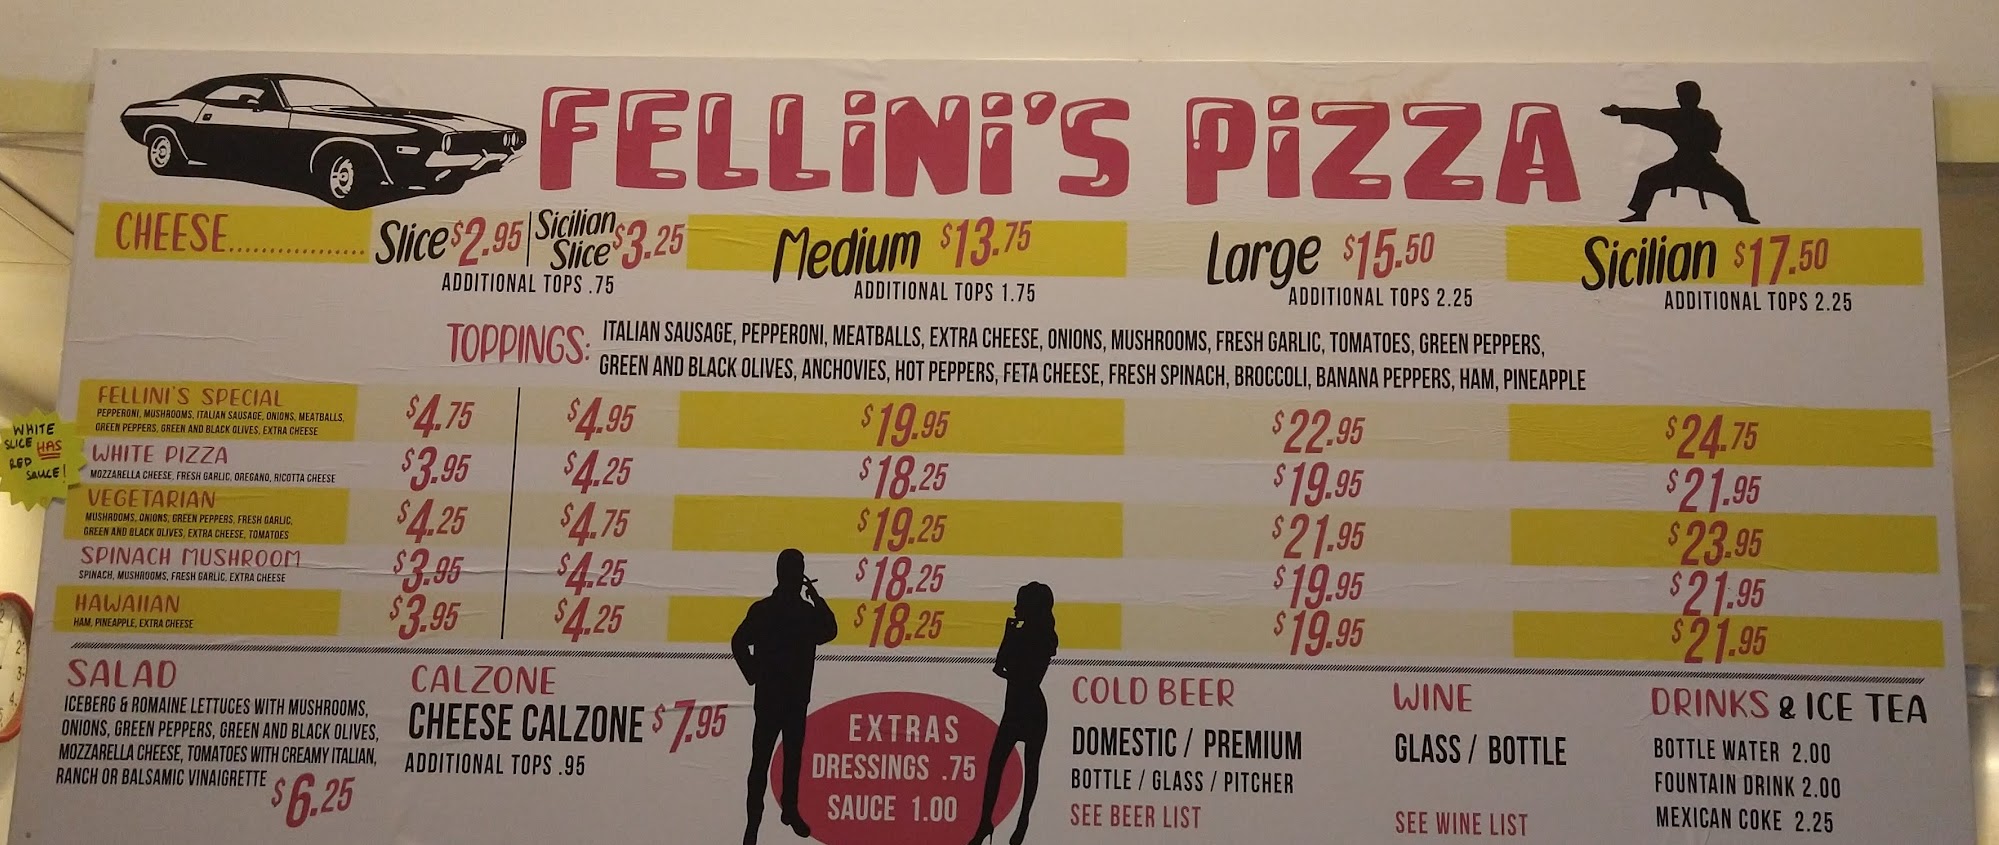 FELLINI'S PIZZA
CHEESE.................. Slice $2.95 Sicilian Slice $3.25 Medium $13.75 Large $15.50 Sicilian $17.50
ADDITIONAL TOPS .75 ADDITIONAL TOPS 1.75 ADDITIONAL TOPS 2.25 ADDITIONAL TOPS 2.25
TOPPINGS: ITALIAN SAUSAGE, PEPPERONI, MEATBALLS, EXTRA CHEESE, ONIONS, MUSHROOMS, FRESH GARLIC, TOMATOES, GREEN PEPPERS,
GREEN AND BLACK OLIVES, ANCHOVIES, HOT PEPPERS, FETA CHEESE, FRESH SPINACH, BROCCOLI, BANANA PEPPERS, HAM, PINEAPPLE
FELLINI'S SPECIAL $4.75 $4.95 $19.95 $22.95 $24.75
PEPPERONI, MUSHROOMS, ITALIAN SAUSAGE, ONIONS, MEATBALLS,
GREEN PEPPERS, GREEN AND BLACK OLIVES, EXTRA CHEESE
WHITE
SLICE HAS
RED
SAUCE!
WHITE PIZZA $3.95 $4.25 $18.25 $19.95 $21.95
MOZZARELLA CHEESE, FRESH GARLIC, OREGANO, RICOTTA CHEESE
VEGETARIAN $4.25 $4.75 $19.25 $21.95 $23.95
MUSHROOMS, ONIONS, GREEN PEPPERS, FRESH GARLIC,
GREEN AND BLACK OLIVES, EXTRA CHEESE, TOMATOES
SPINACH MUSHROOM $3.95 $4.25 $18.25 $19.95 $21.95
SPINACH, MUSHROOMS, FRESH GARLIC, EXTRA CHEESE
HAWAIIAN $3.95 $4.25 $18.25 $19.95 $21.95
HAM, PINEAPPLE, EXTRA CHEESE
SALAD
ICEBERG & ROMAINE LETTUCES WITH MUSHROOMS,
ONIONS, GREEN PEPPERS, GREEN AND BLACK OLIVES,
MOZZARELLA CHEESE, TOMATOES WITH CREAMY ITALIAN,
RANCH OR BALSAMIC VINAIGRETTE $6.25
CALZONE
CHEESE CALZONE $7.95
ADDITIONAL TOPS .95
EXTRAS
DRESSINGS .75
SAUCE 1.00
COLD BEER
DOMESTIC / PREMIUM
BOTTLE / GLASS / PITCHER
SEE BEER LIST
WINE
GLASS / BOTTLE
SEE WINE LIST
DRINKS & ICE TEA
BOTTLE WATER 2.00
FOUNTAIN DRINK 2.00
MEXICAN COKE 2.25